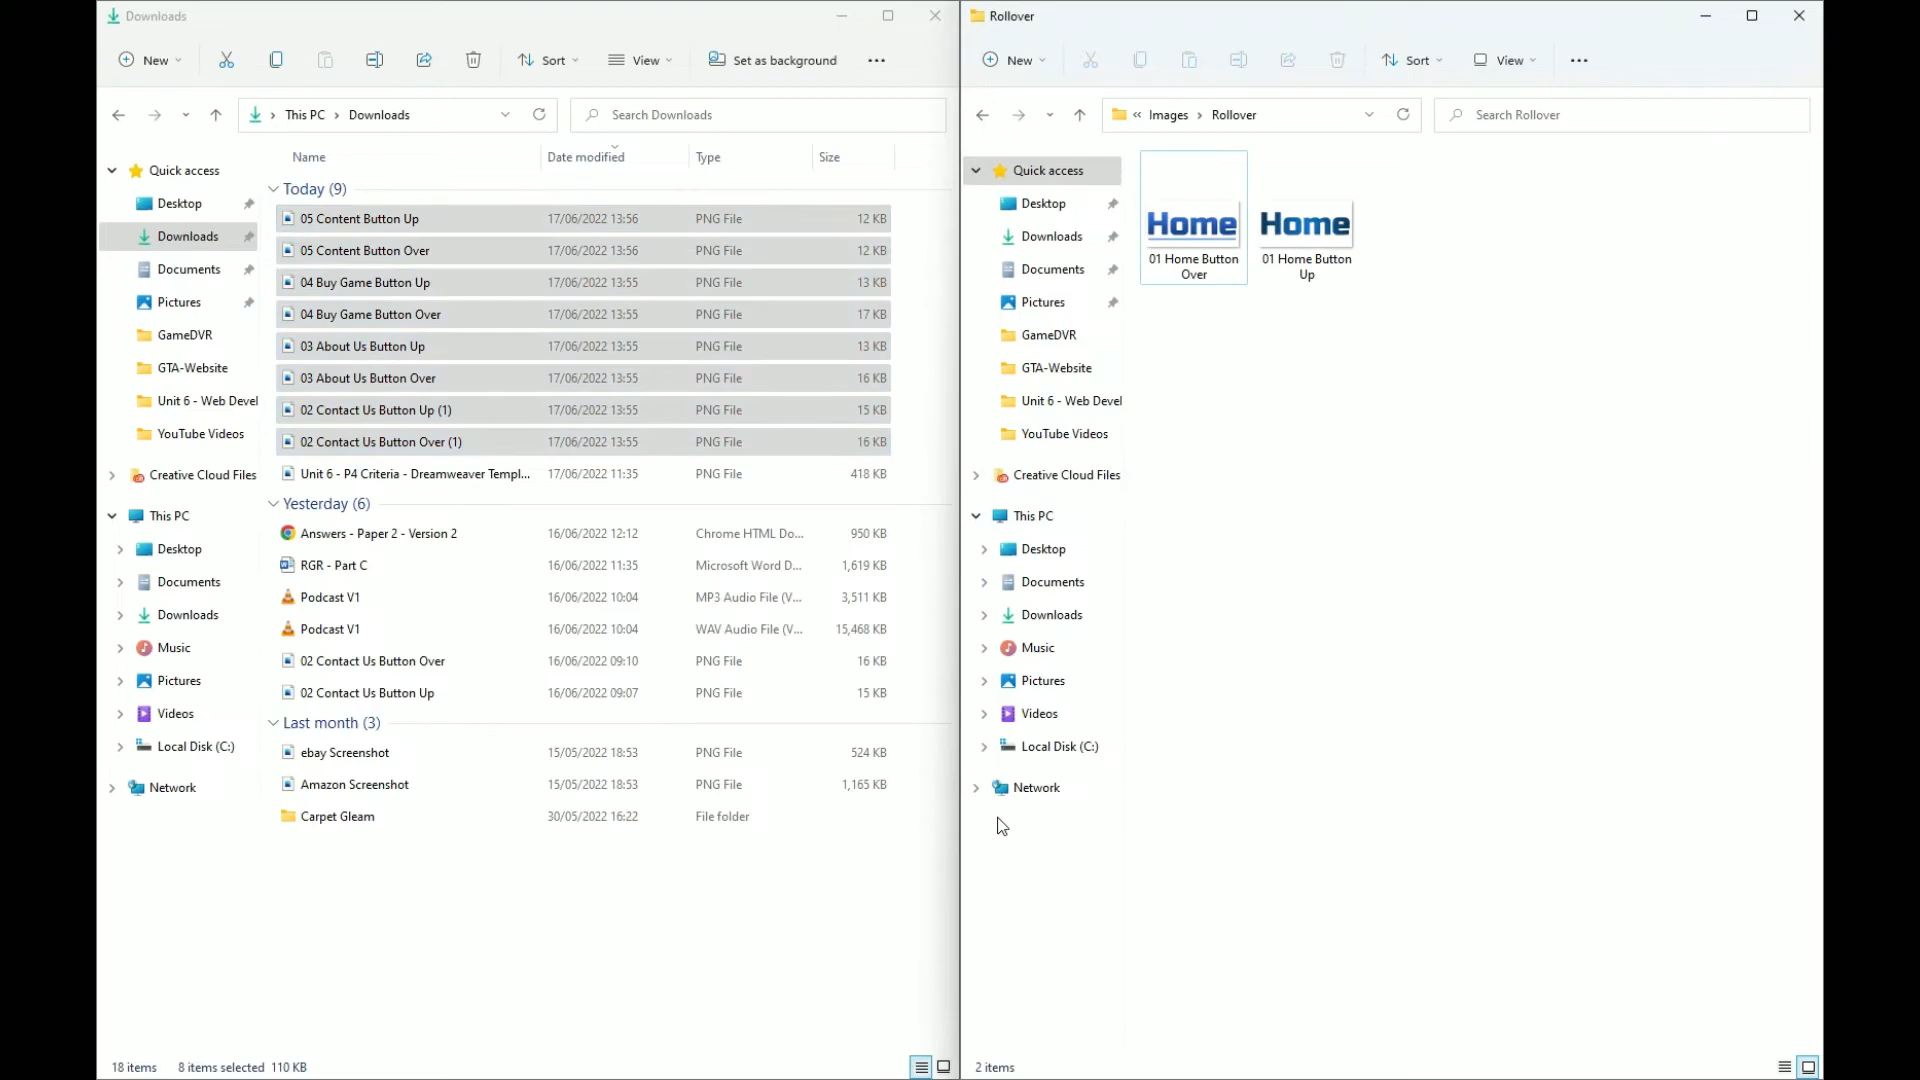 Downloads
New
Sort
View
Set as background
This PC > Downloads
Search Downloads
Quick access
Desktop
Downloads
Documents
Pictures
GameDVR
GTA-Website
Unit 6 - Web Devel
YouTube Videos
Creative Cloud Files
This PC
Desktop
Documents
Downloads
Music
Pictures
Videos
Local Disk (C:)
Network
Name Date modified Type Size
Today (9)
05 Content Button Up 17/06/2022 13:56 PNG File 12 KB
05 Content Button Over 17/06/2022 13:56 PNG File 12 KB
04 Buy Game Button Up 17/06/2022 13:55 PNG File 13 KB
04 Buy Game Button Over 17/06/2022 13:55 PNG File 17 KB
03 About Us Button Up 17/06/2022 13:55 PNG File 13 KB
03 About Us Button Over 17/06/2022 13:55 PNG File 16 KB
02 Contact Us Button Up (1) 17/06/2022 13:55 PNG File 15 KB
02 Contact Us Button Over (1) 17/06/2022 13:55 PNG File 16 KB
Unit 6 - P4 Criteria - Dreamweaver Templ... 17/06/2022 11:35 PNG File 418 KB
Yesterday (6)
Answers - Paper 2 - Version 2 16/06/2022 12:12 Chrome HTML Do... 950 KB
RGR - Part C 16/06/2022 11:35 Microsoft Word D... 1,619 KB
Podcast V1 16/06/2022 10:04 MP3 Audio File (V... 3,511 KB
Podcast V1 16/06/2022 10:04 WAV Audio File (V... 15,468 KB
02 Contact Us Button Over 16/06/2022 09:10 PNG File 16 KB
02 Contact Us Button Up 16/06/2022 09:07 PNG File 15 KB
Last month (3)
ebay Screenshot 15/05/2022 18:53 PNG File 524 KB
Amazon Screenshot 15/05/2022 18:53 PNG File 1,165 KB
Carpet Gleam 30/05/2022 16:22 File folder
18 items 8 items selected 110 KB
Rollover
New
Sort
View
« Images > Rollover
Search Rollover
Quick access
Desktop
Downloads
Documents
Pictures
GameDVR
GTA-Website
Unit 6 - Web Devel
YouTube Videos
Creative Cloud Files
This PC
Desktop
Documents
Downloads
Music
Pictures
Videos
Local Disk (C:)
Network
Home
01 Home Button
Over
Home
01 Home Button
Up
2 items